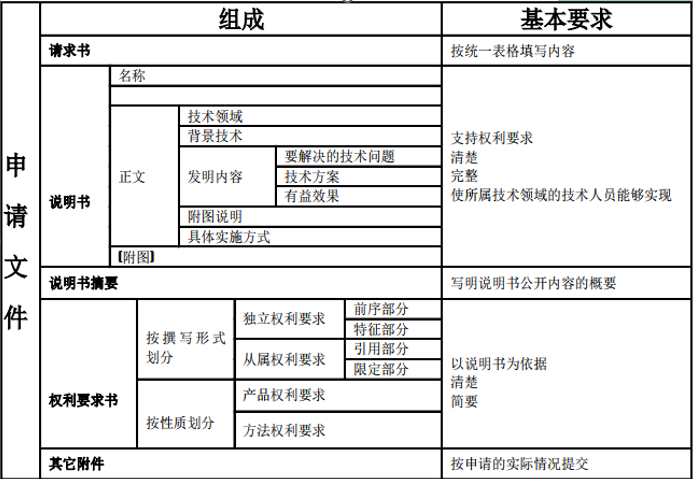 组成
基本要求
申请文件
请求书
按统一表格填写内容
说明书
名称
正文
技术领域
背景技术
发明内容
要解决的技术问题
技术方案
有益效果
附图说明
具体实施方式
(附图)
支持权利要求
清楚
完整
使所属技术领域的技术人员能够实现
说明书摘要
写明说明书公开内容的概要
权利要求书
按撰写形式
划分
独立权利要求
前序部分
特征部分
从属权利要求
引用部分
限定部分
按性质划分
产品权利要求
方法权利要求
以说明书为依据
清楚
简要
其它附件
按申请的实际情况提交